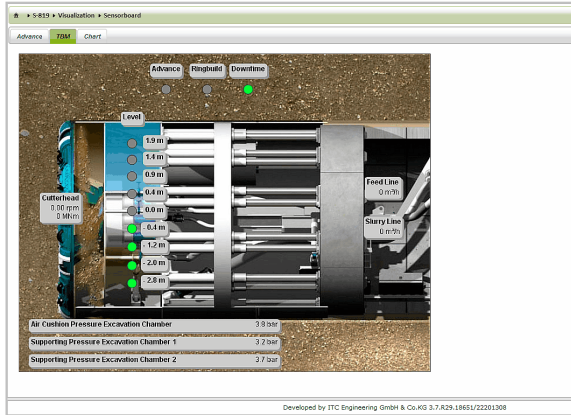 S-819 Visualization Sensorboard
Advance TBM Chart
Advance Ringbuild Downtime
Level
1.9 m
1.4 m
0.9 m
0.4 m
0.0 m
- 0.4 m
- 1.2 m
- 2.0 m
- 2.8 m
Cutterhead
0.00 rpm
0 MNm
Feed Line
0 m³/h
Slurry Line
0 m³/h
Air Cushion Pressure Excavation Chamber 3.8 bar
Supporting Pressure Excavation Chamber 1 3.2 bar
Supporting Pressure Excavation Chamber 2 3.7 bar
Developed by ITC Engineering GmbH & Co.KG 3.7.R29.18651/22201308